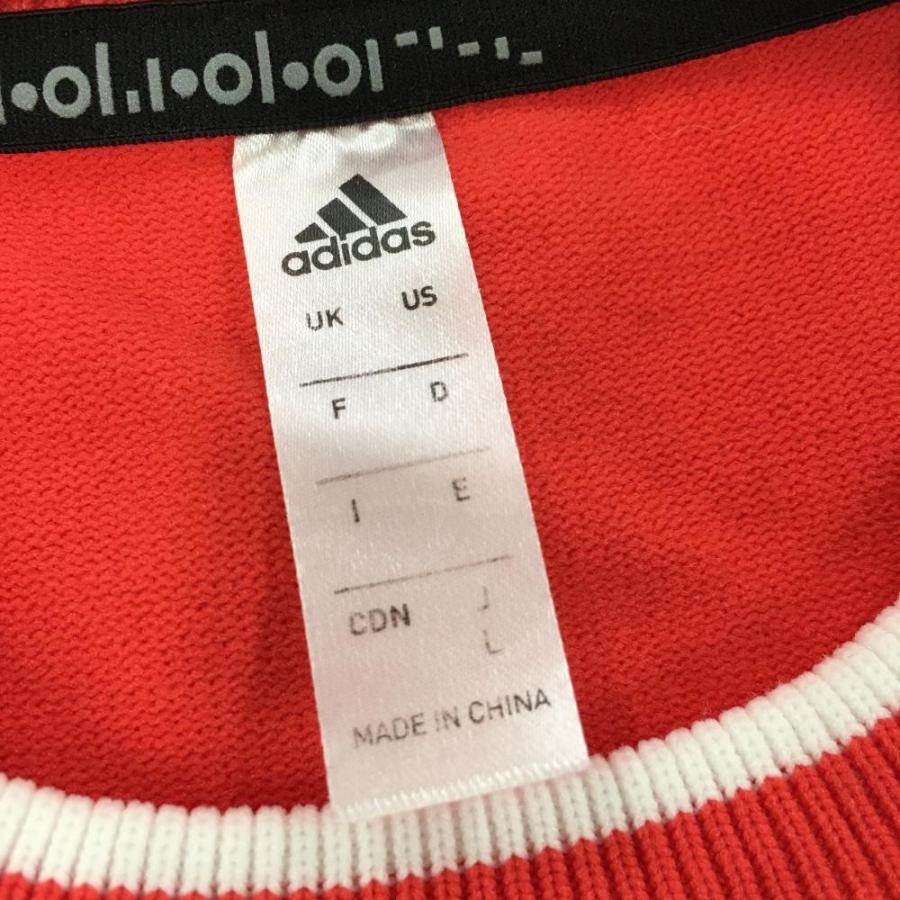 adidas
UK US
F D
I E
CDN J
L
MADE IN CHINA